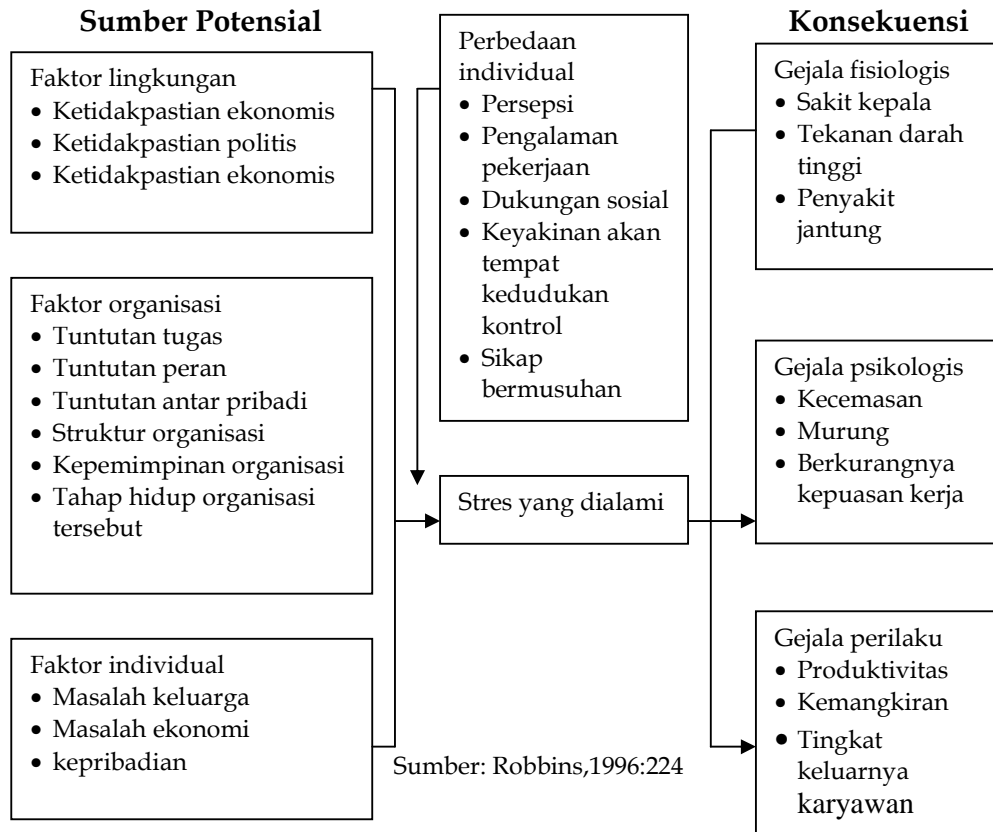 Sumber Potensial
Faktor lingkungan
• Ketidakpastian ekonomis
• Ketidakpastian politis
• Ketidakpastian ekonomis
Faktor organisasi
• Tuntutan tugas
• Tuntutan peran
• Tuntutan antar pribadi
• Struktur organisasi
• Kepemimpinan organisasi
• Tahap hidup organisasi
tersebut
Faktor individual
• Masalah keluarga
• Masalah ekonomi
• kepribadian
Perbedaan
individual
• Persepsi
• Pengalaman
pekerjaan
• Dukungan sosial
• Keyakinan akan
tempat
kedudukan
kontrol
• Sikap
bermusuhan
Stres yang dialami
Sumber: Robbins,1996:224
Konsekuensi
Gejala fisiologis
• Sakit kepala
• Tekanan darah
tinggi
• Penyakit
jantung
Gejala psikologis
• Kecemasan
• Murung
• Berkurangnya
kepuasan kerja
Gejala perilaku
• Produktivitas
• Kemangkiran
• Tingkat
keluarnya
karyawan